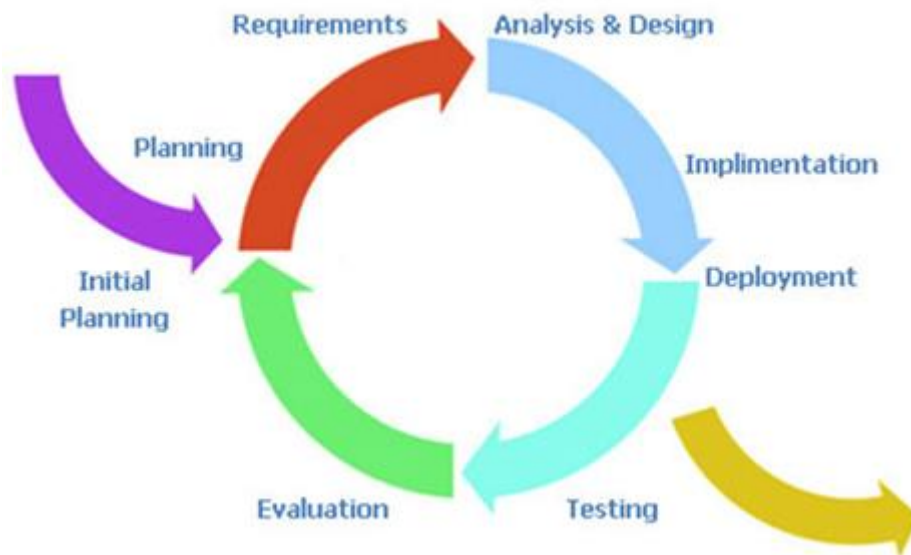 Requirements
Analysis & Design
Planning
Implimentation
Initial
Planning
Deployment
Evaluation
Testing